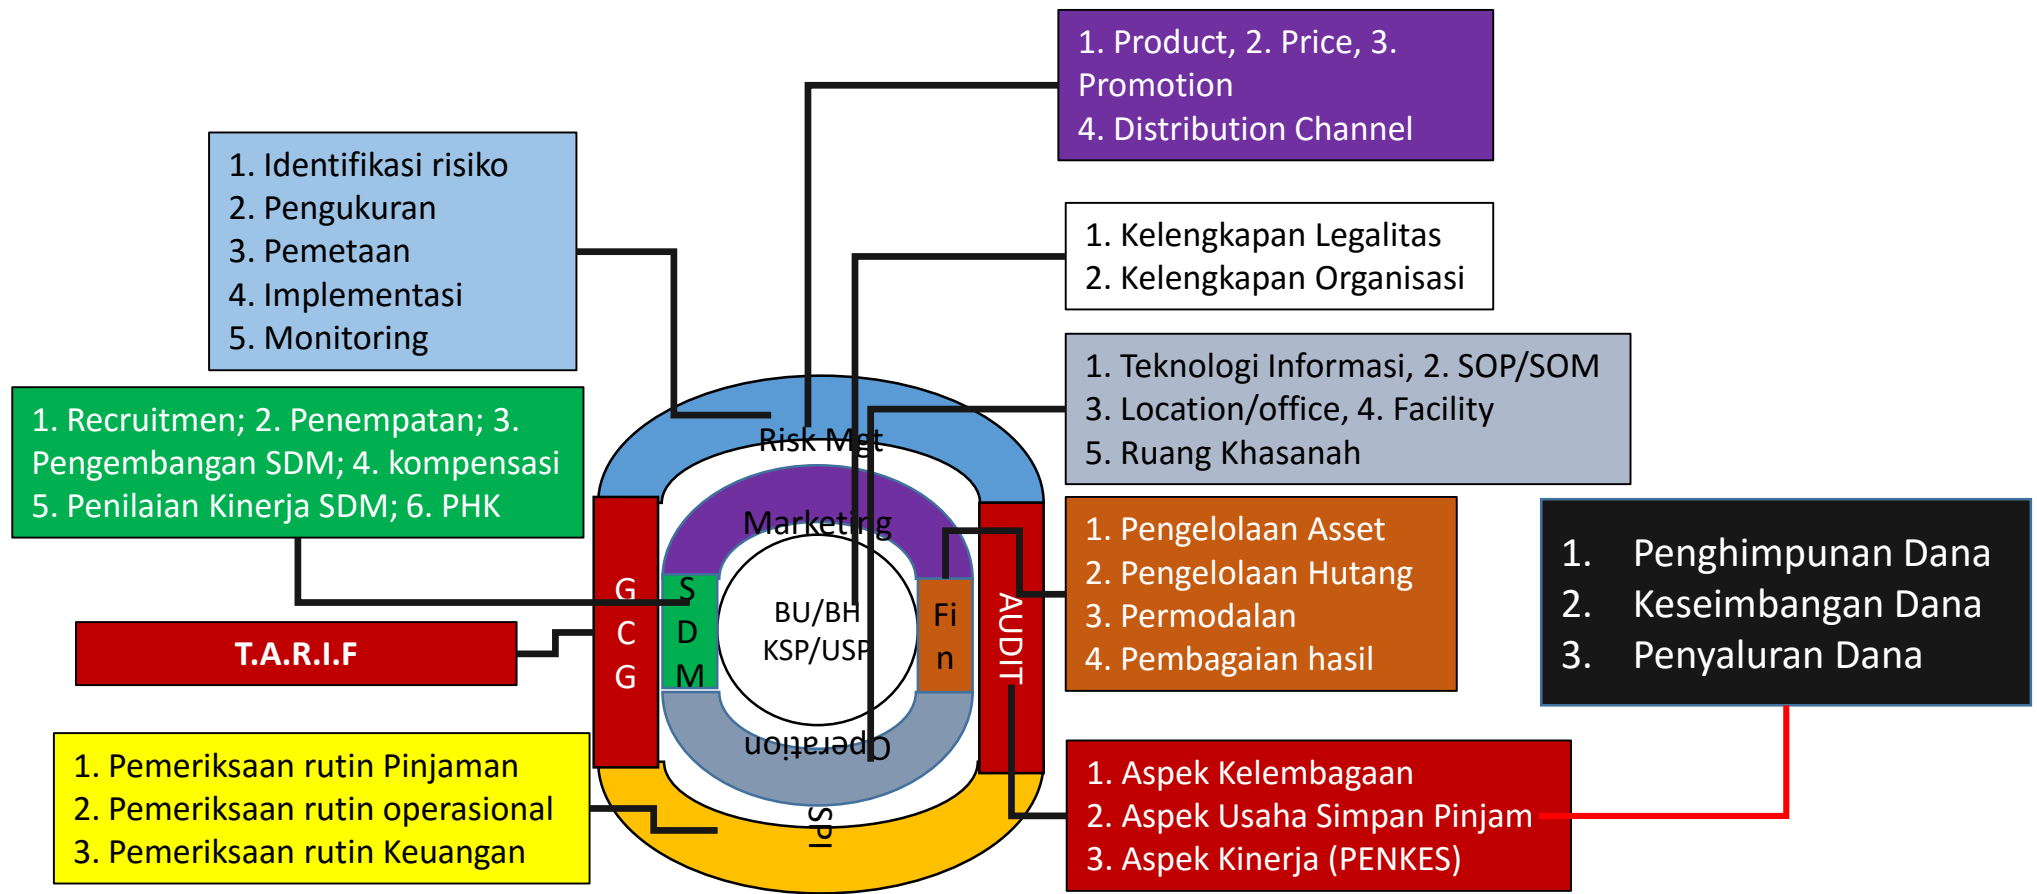 1. Product, 2. Price, 3.
Promotion
4. Distribution Channel
1. Identifikasi risiko
2. Pengukuran
3. Pemetaan
4. Implementasi
5. Monitoring
1. Kelengkapan Legalitas
2. Kelengkapan Organisasi
1. Teknologi Informasi, 2. SOP/SOM
3. Location/office, 4. Facility
5. Ruang Khasanah
1. Recruitmen; 2. Penempatan; 3.
Pengembangan SDM; 4. kompensasi
5. Penilaian Kinerja SDM; 6. PHK
Risk Mgt
Marketing
GCG
SDM
BU/BH
KSP/USP
Fi
n
AUDIT
Operation
SPI
1. Pengelolaan Asset
2. Pengelolaan Hutang
3. Permodalan
4. Pembagaian hasil
1. Penghimpunan Dana
2. Keseimbangan Dana
3. Penyaluran Dana
T.A.R.I.F
1. Pemeriksaan rutin Pinjaman
2. Pemeriksaan rutin operasional
3. Pemeriksaan rutin Keuangan
1. Aspek Kelembagaan
2. Aspek Usaha Simpan Pinjam
3. Aspek Kinerja (PENKES)